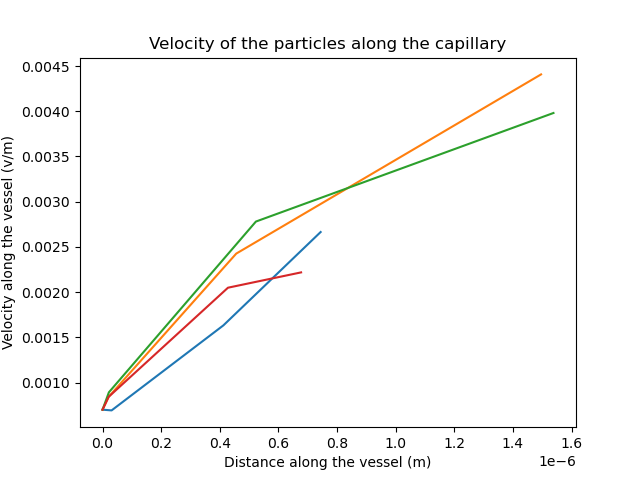 Velocity of the particles along the capillary
Velocity along the vessel (v/m)
0.0045
0.0040
0.0035
0.0030
0.0025
0.0020
0.0015
0.0010
0.0 0.2 0.4 0.6 0.8 1.0 1.2 1.4 1.6
1e−6
Distance along the vessel (m)